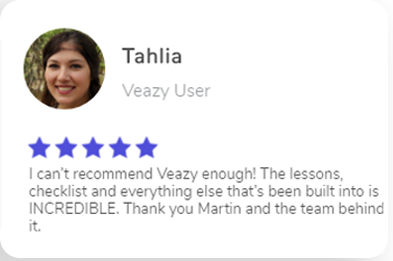 Tahlia
Veazy User
I can't recommend Veazy enough! The lessons,
checklist and everything else that's been built into is
INCREDIBLE. Thank you Martin and the team behind
it.